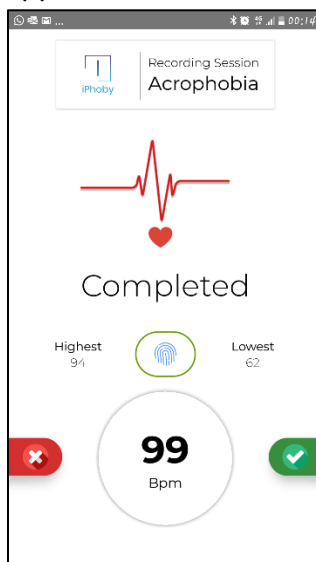 00:14
Recording Session
iPhoby
Acrophobia
Completed
Highest
94
Lowest
62
99
Bpm